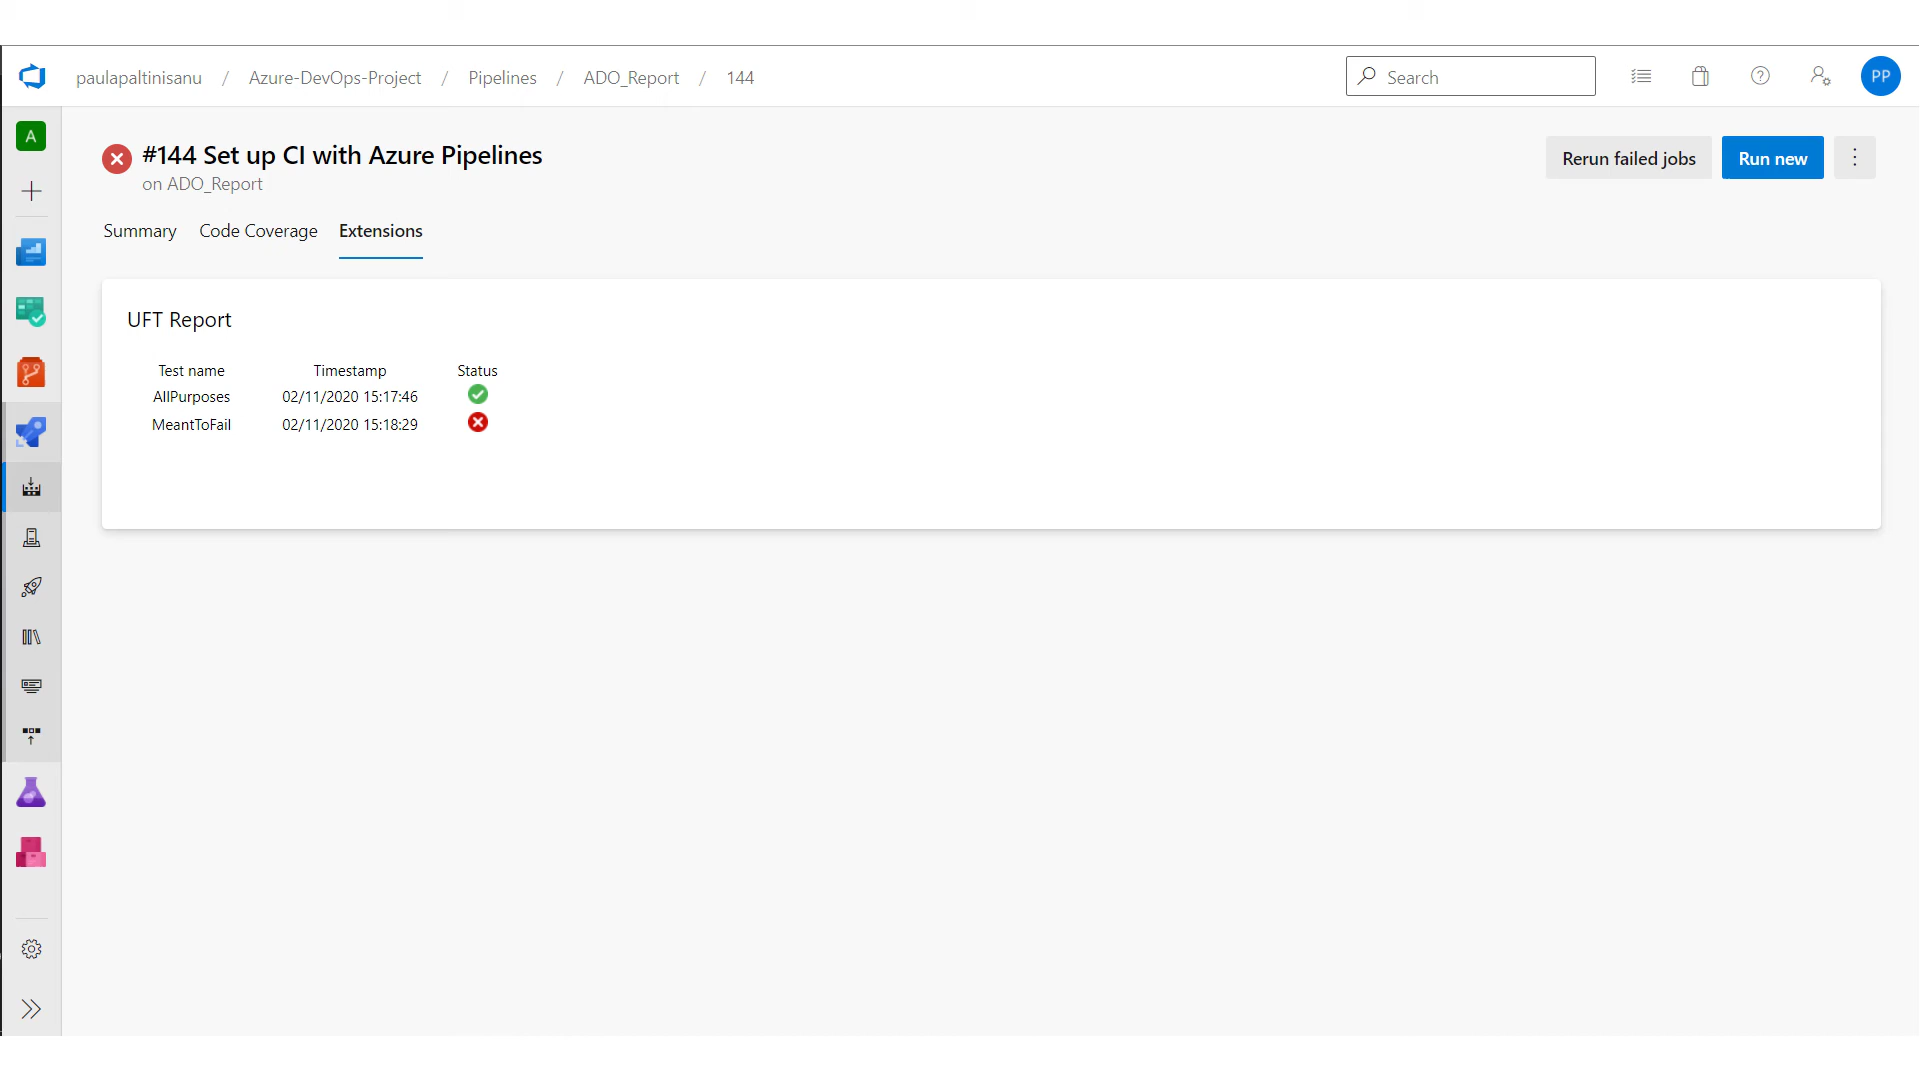 paulapaltinisanu / Azure-DevOps-Project / Pipelines / ADO_Report / 144
Search
PP
A
#144 Set up CI with Azure Pipelines
on ADO_Report
Rerun failed jobs
Run new
Summary Code Coverage Extensions
UFT Report
Test name Timestamp Status
AllPurposes 02/11/2020 15:17:46
MeantToFail 02/11/2020 15:18:29